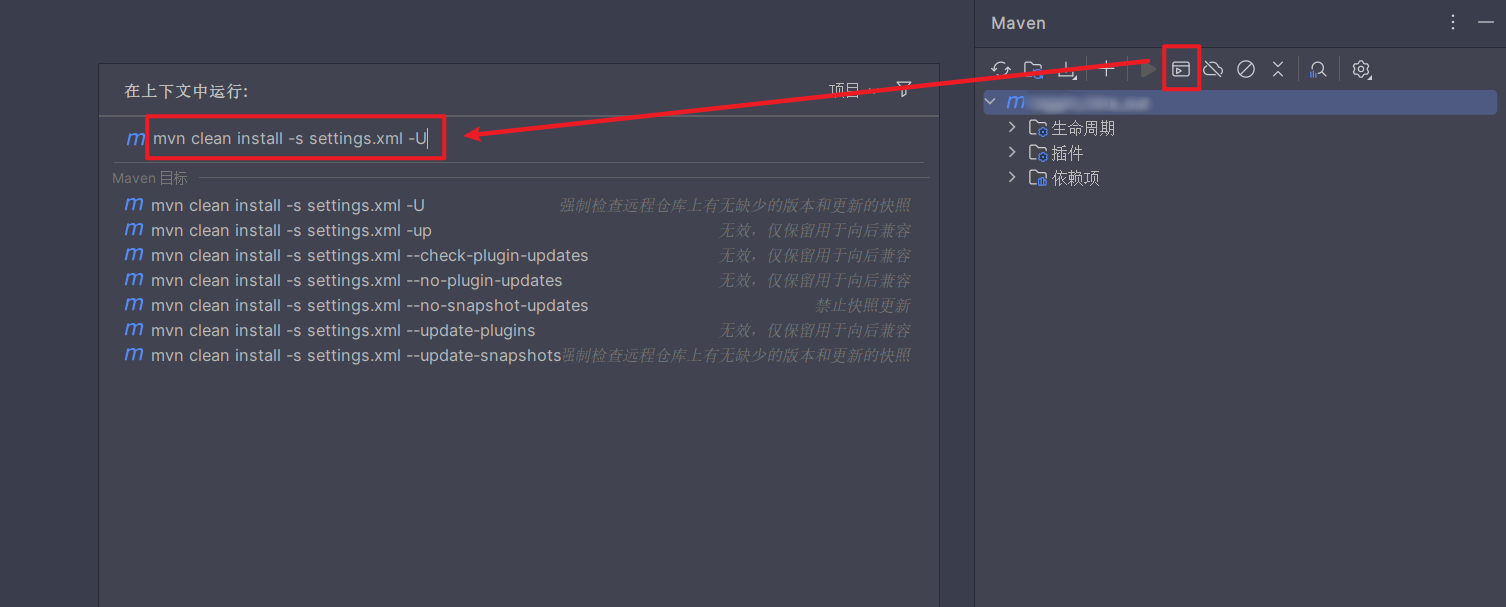 Maven
在上下文中运行:
项目
mvn clean install -s settings.xml -U
Maven 目标
mvn clean install -s settings.xml -U 强制检查远程仓库上有无缺少的版本和更新的快照
mvn clean install -s settings.xml -up 无效，仅保留用于向后兼容
mvn clean install -s settings.xml --check-plugin-updates 无效，仅保留用于向后兼容
mvn clean install -s settings.xml --no-plugin-updates 无效，仅保留用于向后兼容
mvn clean install -s settings.xml --no-snapshot-updates 禁止快照更新
mvn clean install -s settings.xml --update-plugins 无效，仅保留用于向后兼容
mvn clean install -s settings.xml --update-snapshots 强制检查远程仓库上有无缺少的版本和更新的快照
生命周期
插件
依赖项